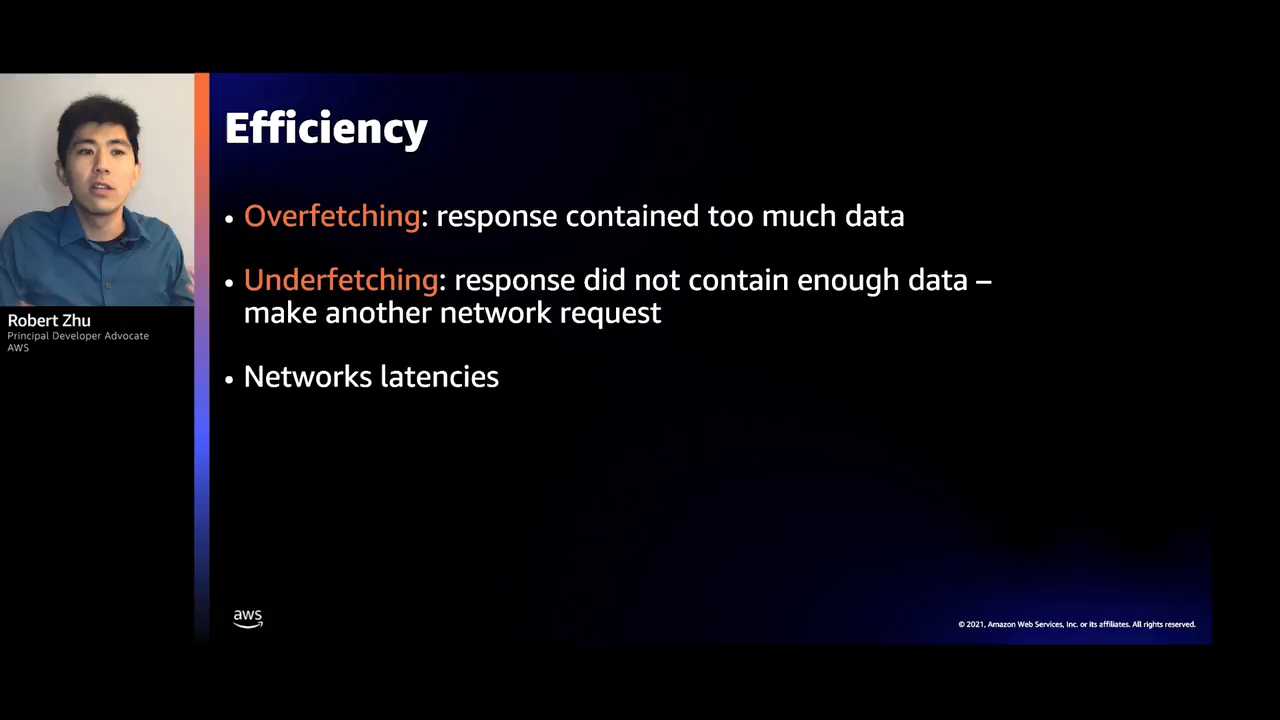 Efficiency
• Overfetching: response contained too much data
• Underfetching: response did not contain enough data –
make another network request
• Networks latencies
Robert Zhu
Principal Developer Advocate
AWS
aws
© 2021, Amazon Web Services, Inc. or its affiliates. All rights reserved.